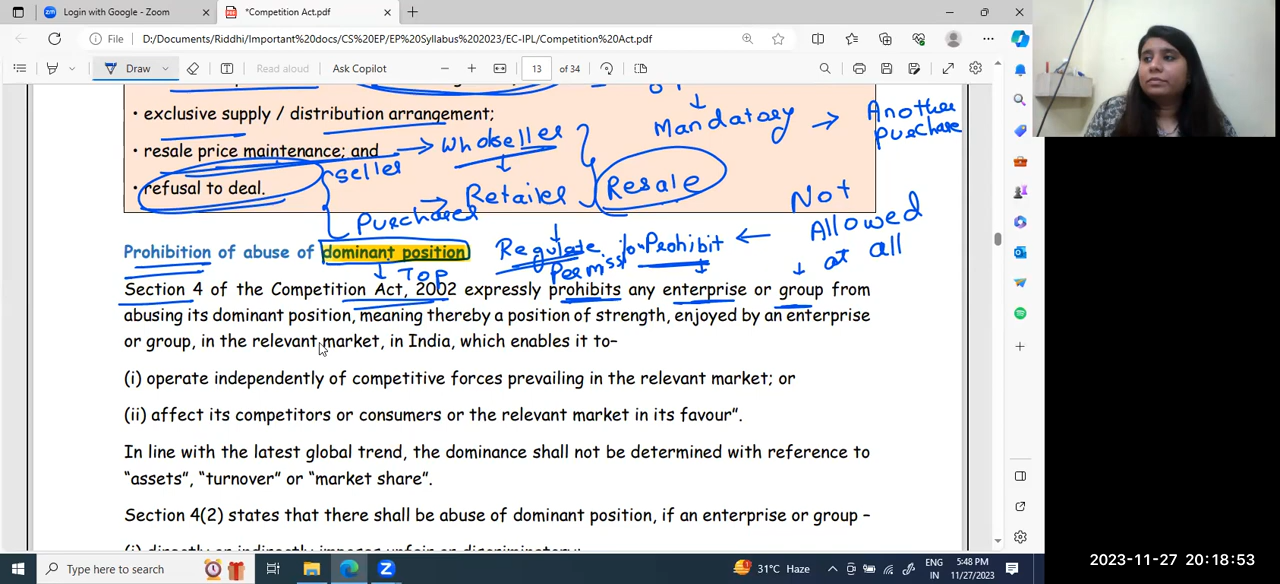 Login with Google - Zoom
*Competition Act.pdf
File
D:/Documents/Riddhi/Important%20docs/CS%20EP/EP%20Syllabus%202023/EC-IPL/Competition%20Act.pdf
Draw
Read aloud
Ask Copilot
13 of 34
• exclusive supply / distribution arrangement;
Mandatory → Another
purchase
• resale price maintenance; and → Wholseller
seller
• refusal to deal.
→ Retailer
Resale
Purchaser
Not
Allowed
at all
Prohibition of abuse of dominant position
Regulate / Prohibit ←
Top
Section 4 of the Competition Act, 2002 expressly prohibits any enterprise or group from
abusing its dominant position, meaning thereby a position of strength, enjoyed by an enterprise
or group, in the relevant market, in India, which enables it to–
(i) operate independently of competitive forces prevailing in the relevant market; or
(ii) affect its competitors or consumers or the relevant market in its favour”.
In line with the latest global trend, the dominance shall not be determined with reference to
“assets”, “turnover” or “market share”.
Section 4(2) states that there shall be abuse of dominant position, if an enterprise or group –
(i) directly or indirectly imposes unfair or discriminatory:
Type here to search
31°C Haze
ENG
IN
5:48 PM
11/27/2023
2023-11-27 20:18:53